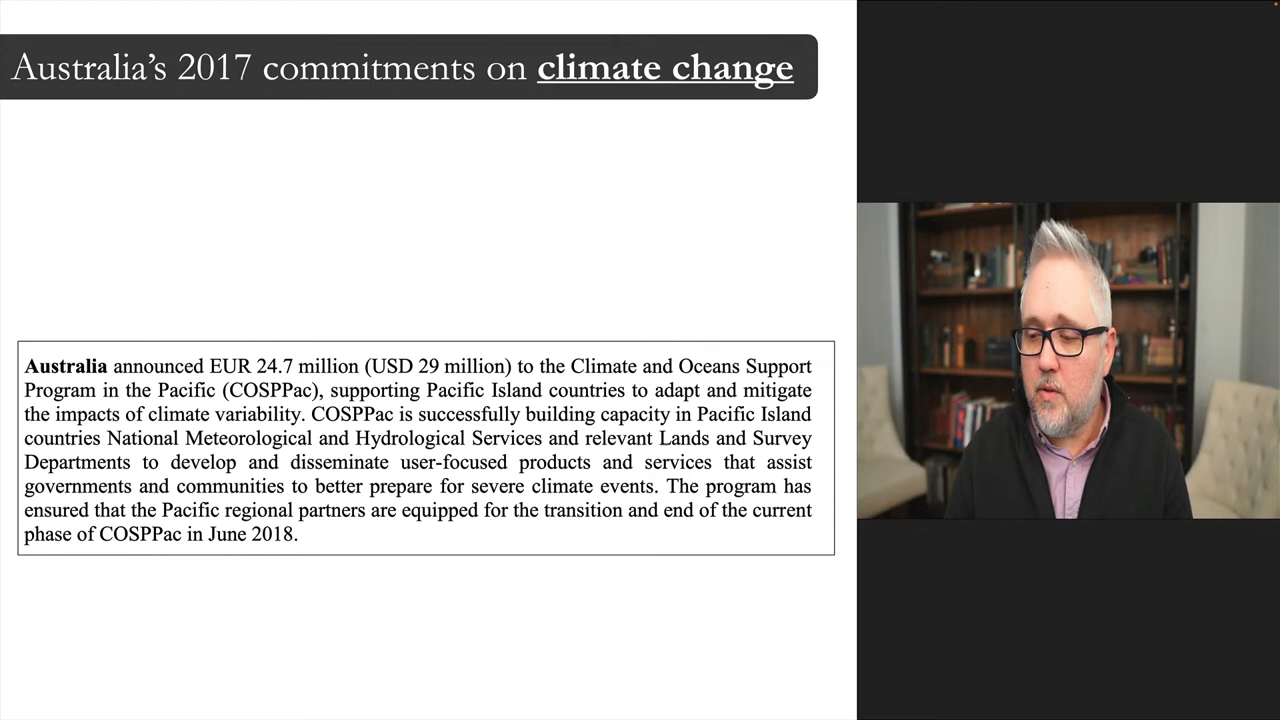 Australia’s 2017 commitments on climate change
Australia announced EUR 24.7 million (USD 29 million) to the Climate and Oceans Support
Program in the Pacific (COSPPac), supporting Pacific Island countries to adapt and mitigate
the impacts of climate variability. COSPPac is successfully building capacity in Pacific Island
countries National Meteorological and Hydrological Services and relevant Lands and Survey
Departments to develop and disseminate user-focused products and services that assist
governments and communities to better prepare for severe climate events. The program has
ensured that the Pacific regional partners are equipped for the transition and end of the current
phase of COSPPac in June 2018.